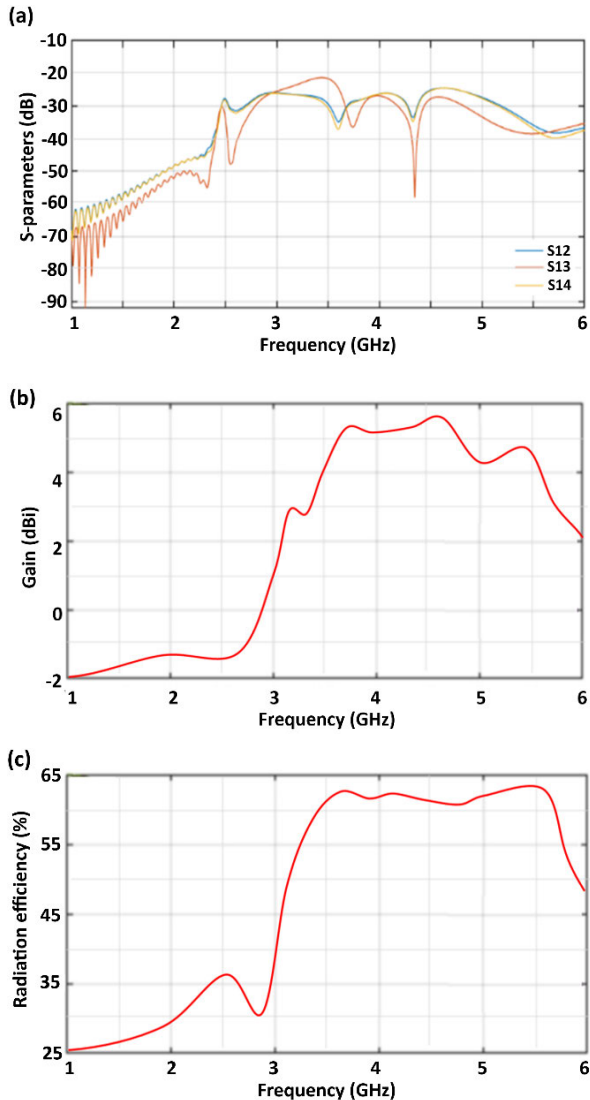 (a)
S-parameters (dB)
-10
-20
-30
-40
-50
-60
-70
-80
-90
S12
S13
S14
1 2 3 4 5 6
Frequency (GHz)
(b)
Gain (dBi)
6
4
2
0
-2
1 2 3 4 5 6
Frequency (GHz)
(c)
Radiation efficiency (%)
65
55
45
35
25
1 2 3 4 5 6
Frequency (GHz)